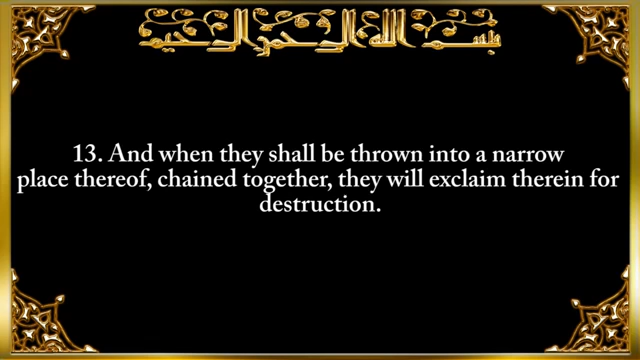 بسم الله الرحمن الرحيم
13. And when they shall be thrown into a narrow
place thereof, chained together, they will exclaim therein for
destruction.